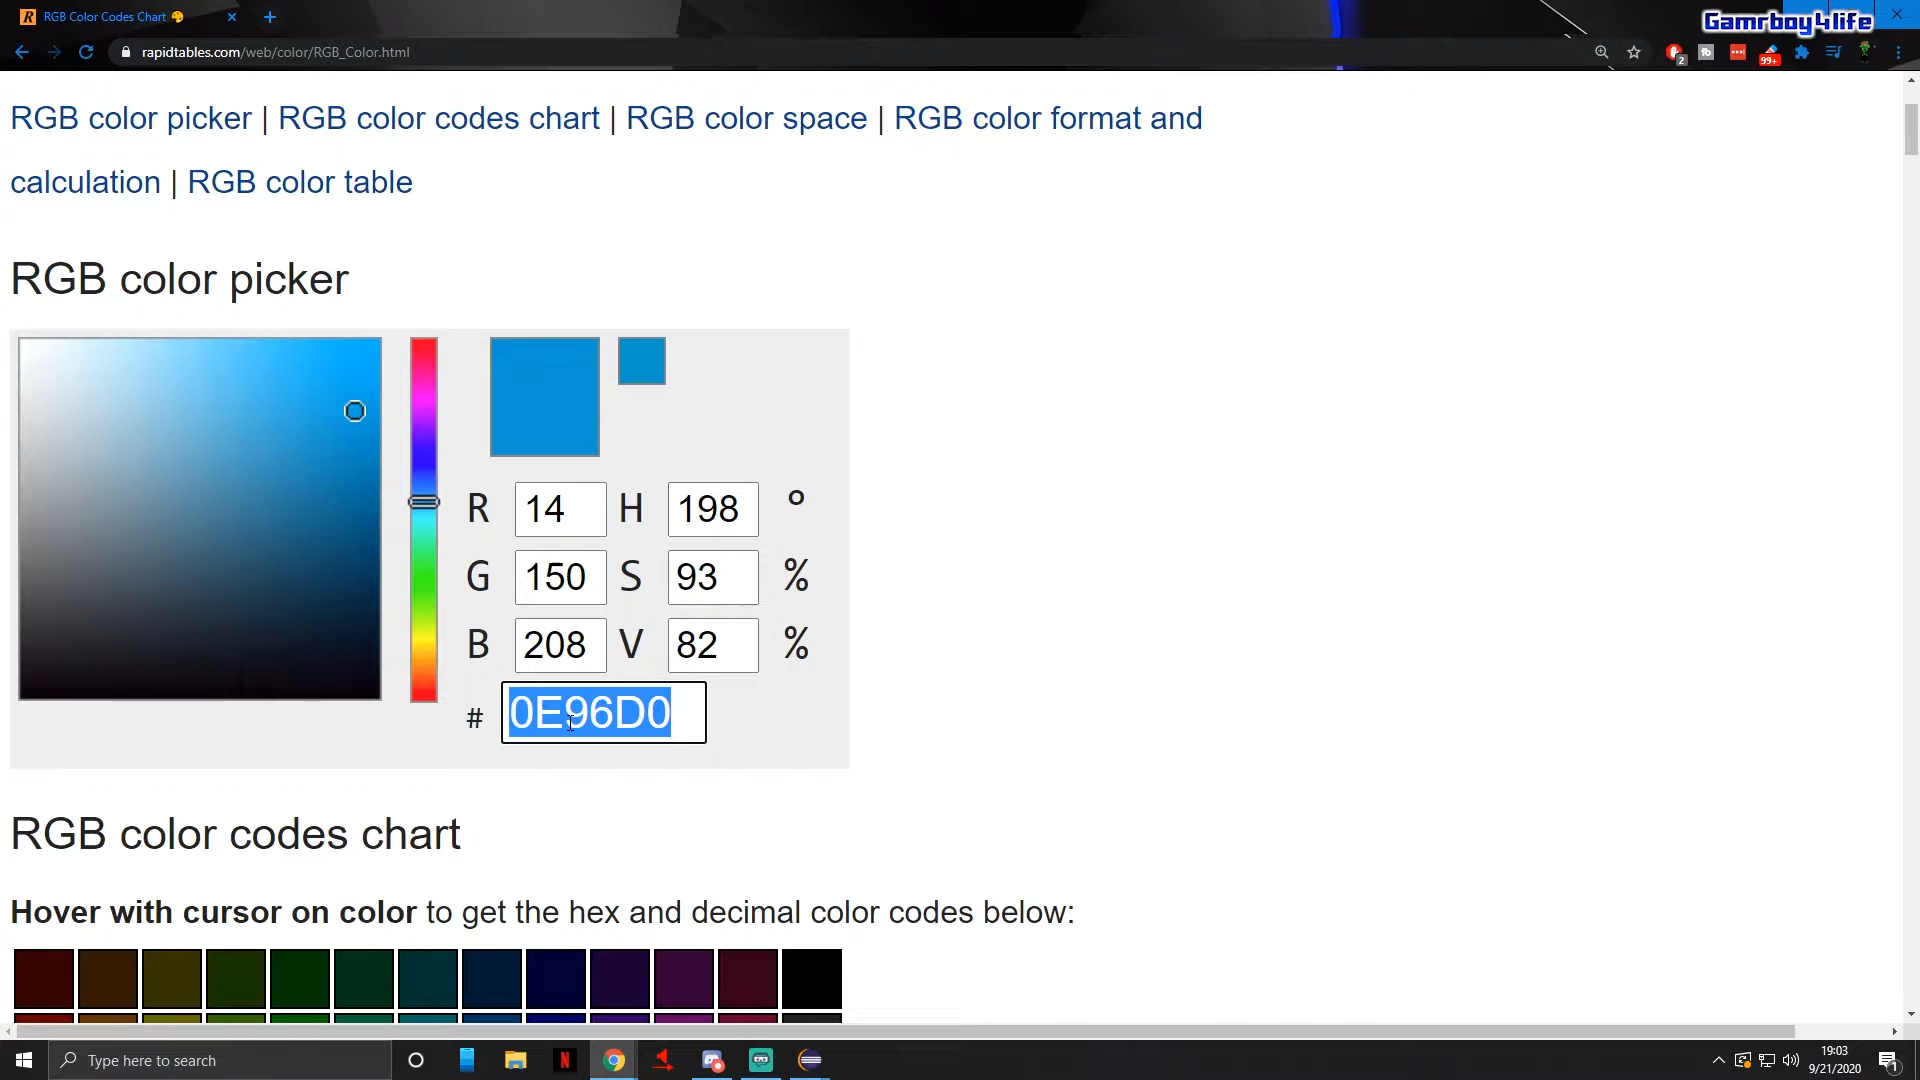 RGB Color Codes Chart
Gamrboy4life
rapidtables.com/web/color/RGB_Color.html
2
99+
RGB color picker | RGB color codes chart | RGB color space | RGB color format and
calculation | RGB color table
RGB color picker
R 14 H 198 °
G 150 S 93 %
B 208 V 82 %
# 0E96D0
RGB color codes chart
Hover with cursor on color to get the hex and decimal color codes below:
Type here to search
19:03
9/21/2020
1